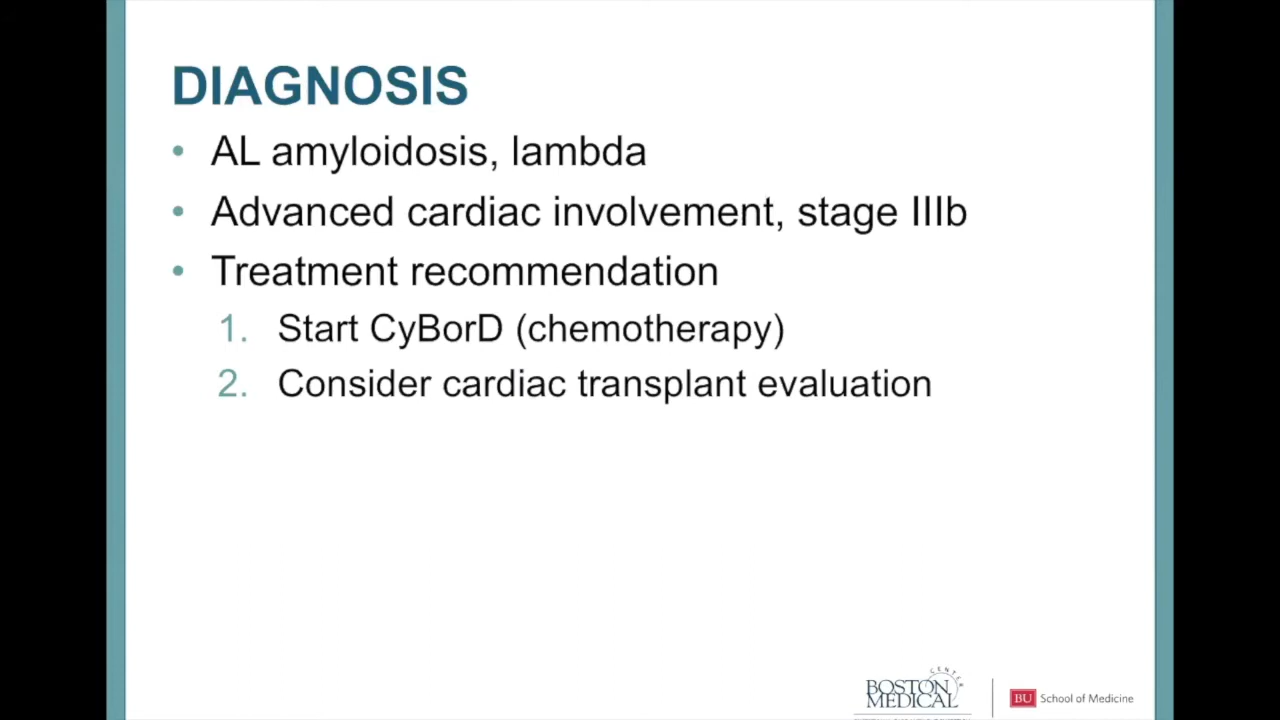 DIAGNOSIS
• AL amyloidosis, lambda
• Advanced cardiac involvement, stage IIIb
• Treatment recommendation
1. Start CyBorD (chemotherapy)
2. Consider cardiac transplant evaluation
CENTER
BOSTON
MEDICAL
BU School of Medicine